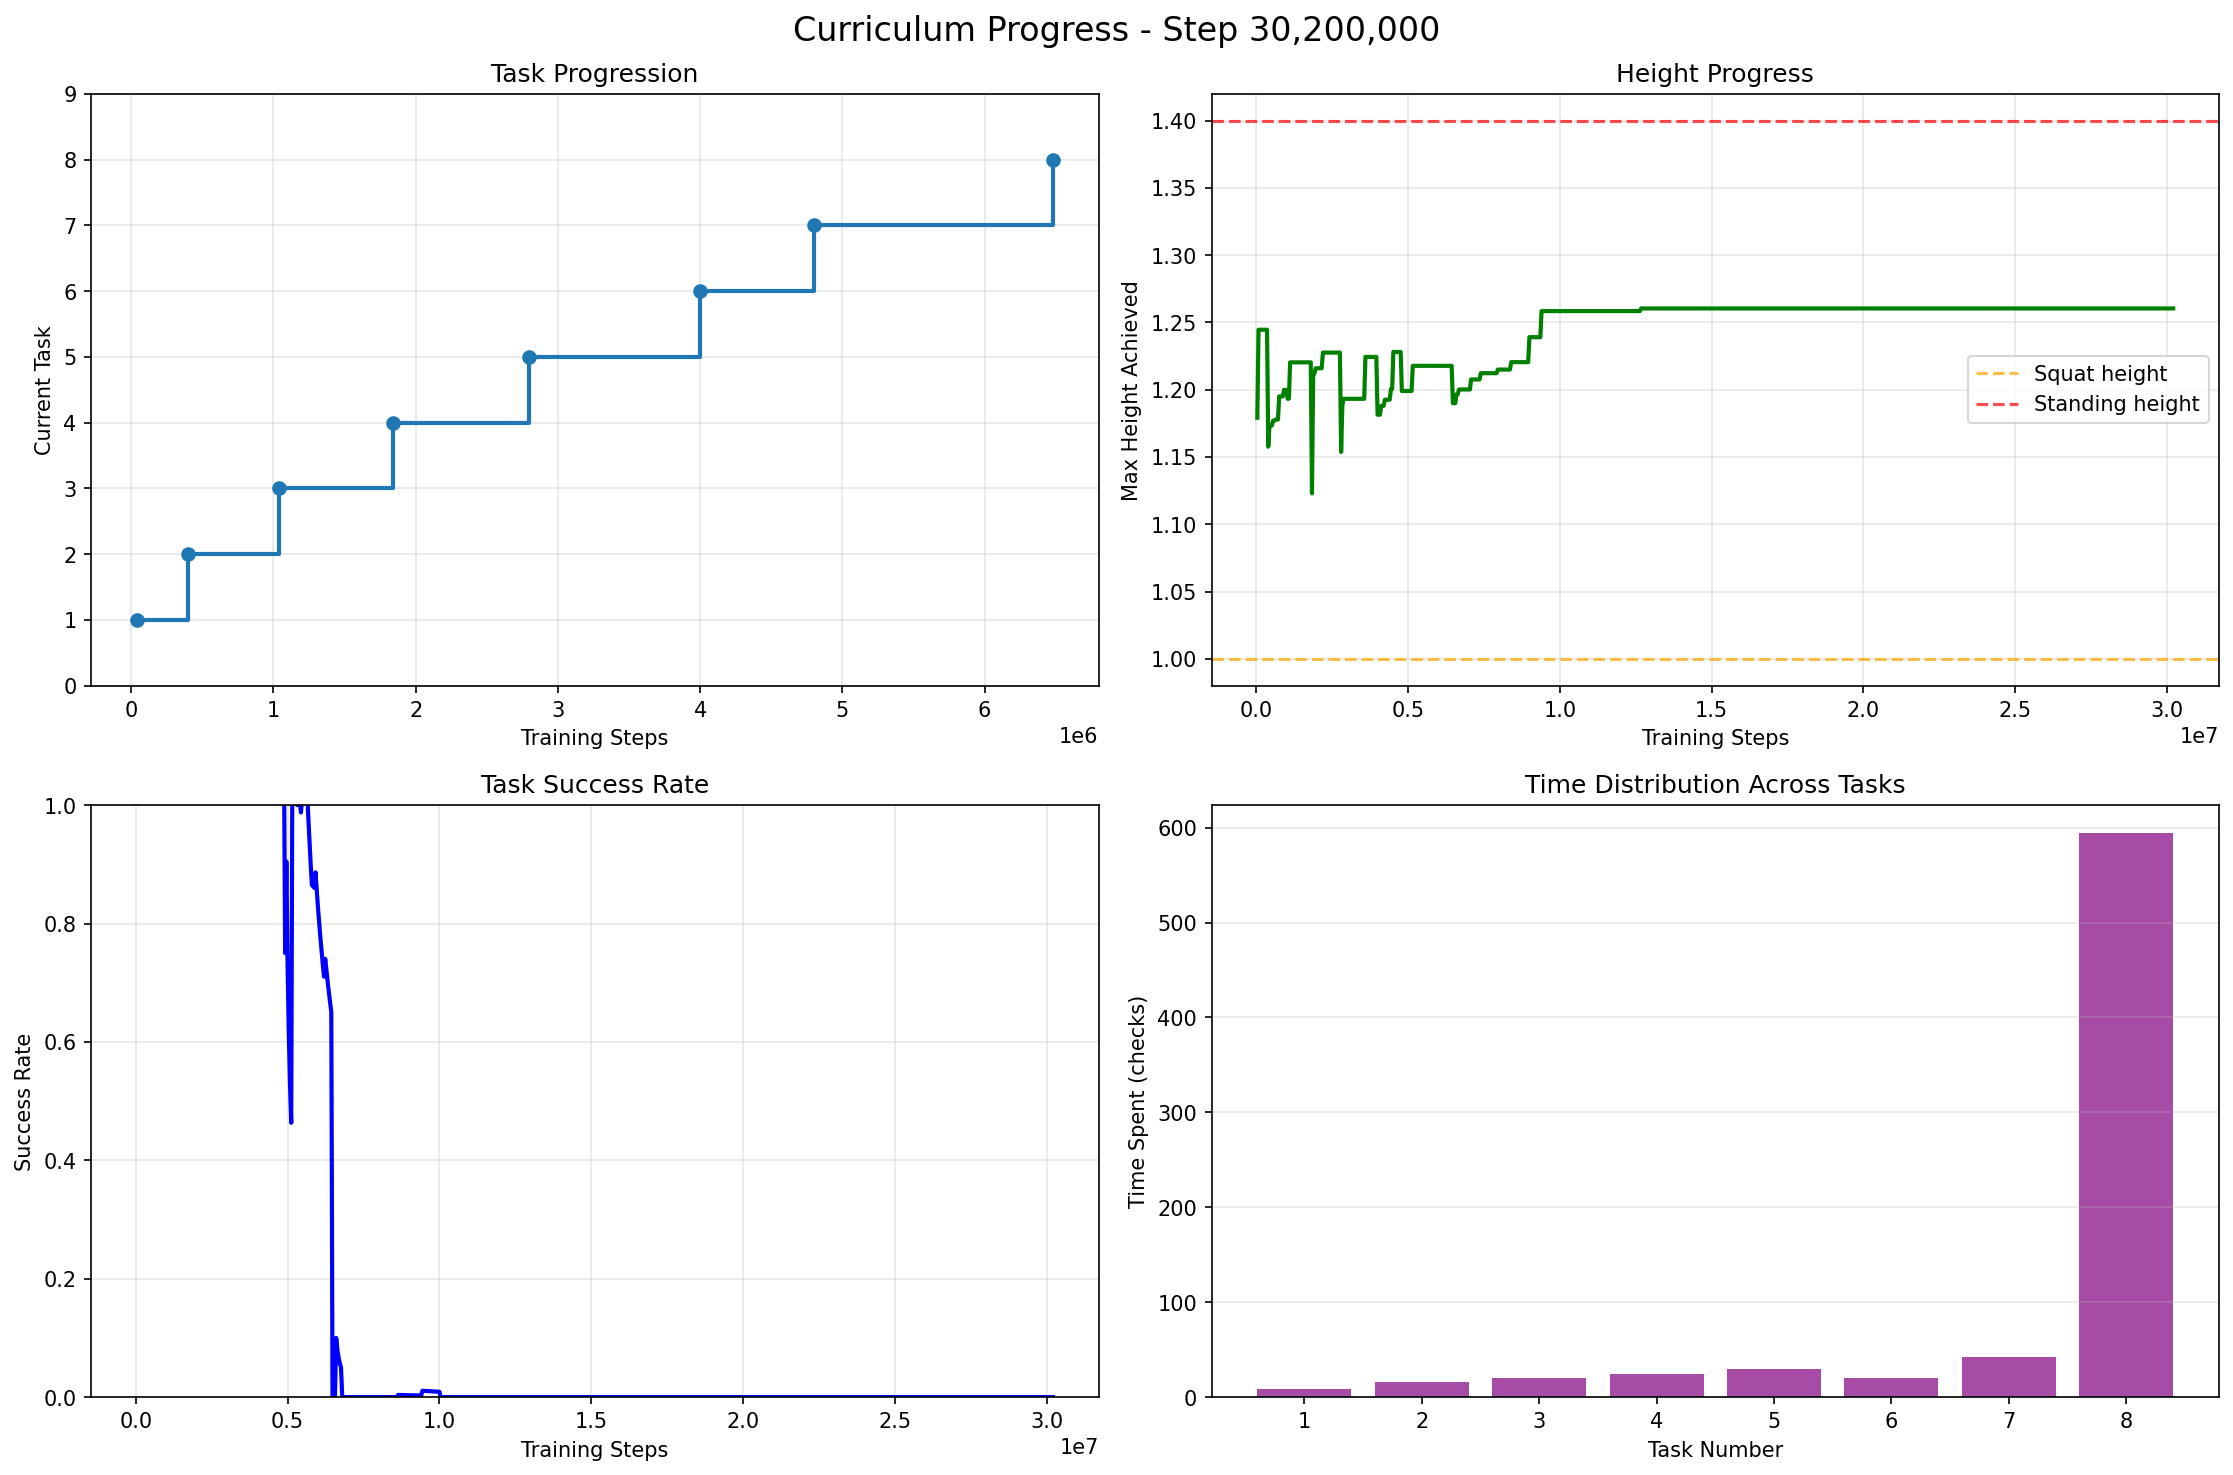 Curriculum Progress - Step 30,200,000
Task Progression
9
8
7
6
5
4
3
2
1
0
Current Task
0 1 2 3 4 5 6
1e6
Training Steps
Height Progress
1.40
1.35
1.30
1.25
1.20
1.15
1.10
1.05
1.00
Max Height Achieved
Squat height
Standing height
0.0 0.5 1.0 1.5 2.0 2.5 3.0
1e7
Training Steps
Task Success Rate
1.0
0.8
0.6
0.4
0.2
0.0
Success Rate
0.0 0.5 1.0 1.5 2.0 2.5 3.0
1e7
Training Steps
Time Distribution Across Tasks
600
500
400
300
200
100
0
Time Spent (checks)
1 2 3 4 5 6 7 8
Task Number